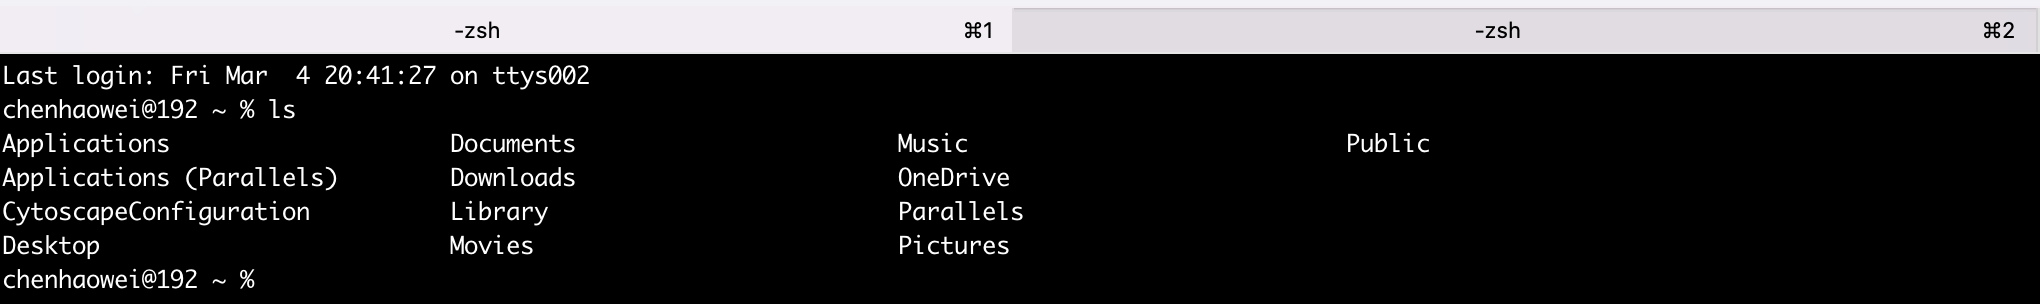 -zsh ⌘1 -zsh ⌘2
Last login: Fri Mar  4 20:41:27 on ttys002
chenhaowei@192 ~ % ls
Applications Documents Music Public
Applications (Parallels) Downloads OneDrive
CytoscapeConfiguration Library Parallels
Desktop Movies Pictures
chenhaowei@192 ~ %